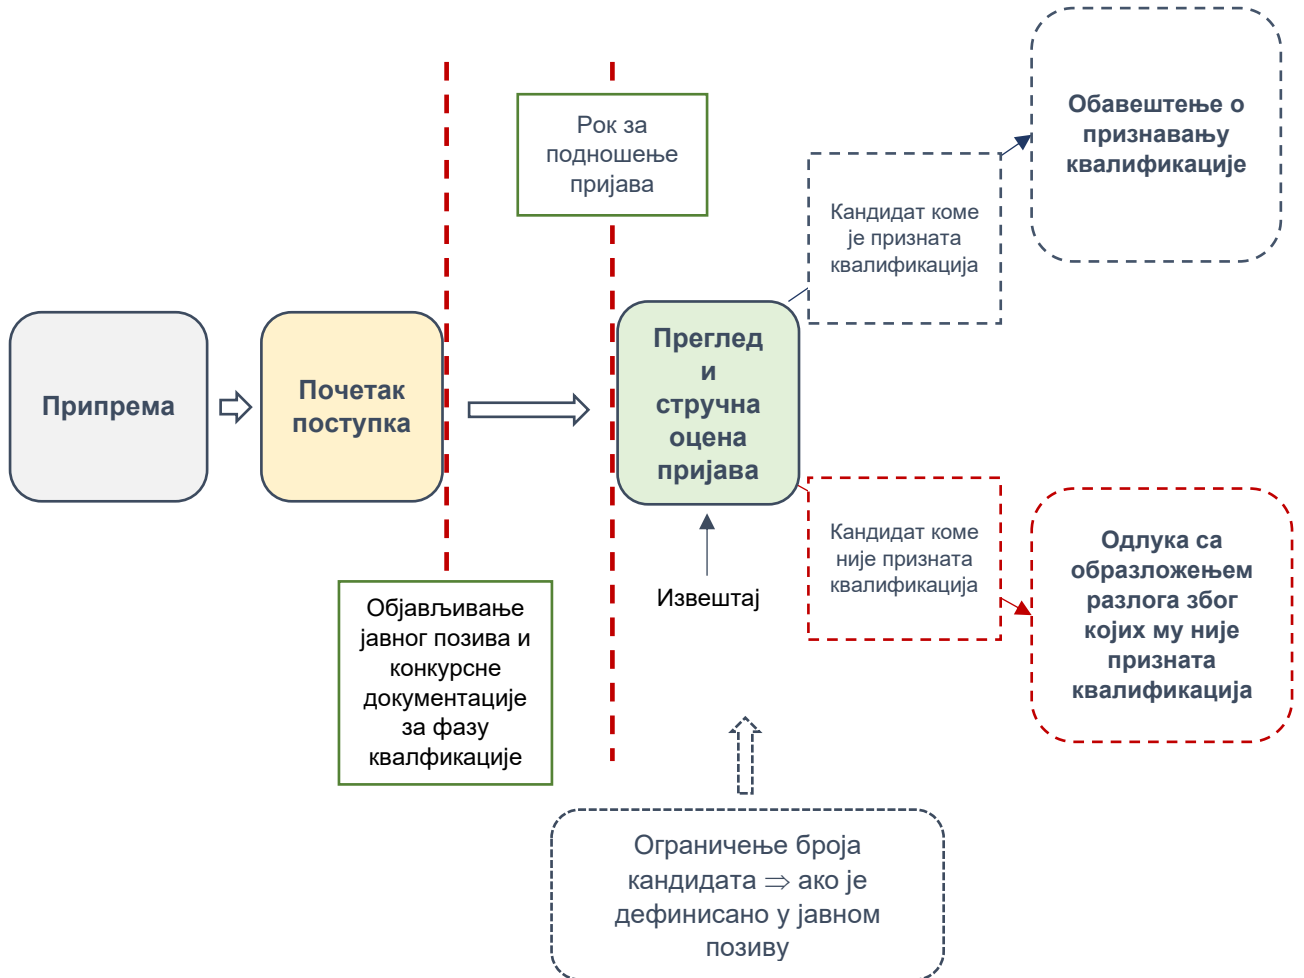 Обавештење о
признавању
квалификације
Рок за
подношење
пријава
Кандидат коме
је призната
квалификација
Припрема
Почетак
поступка
Преглед
и
стручна
оцена
пријава
Кандидат коме
није призната
квалификација
Одлука са
образложењем
разлога због
којих му није
призната
квалификација
Извештај
Објављивање
јавног позива и
конкурсне
документације
за фазу
квалфикације
Ограничење броја
кандидата ⇒ ако је
дефинисано у јавном
позиву